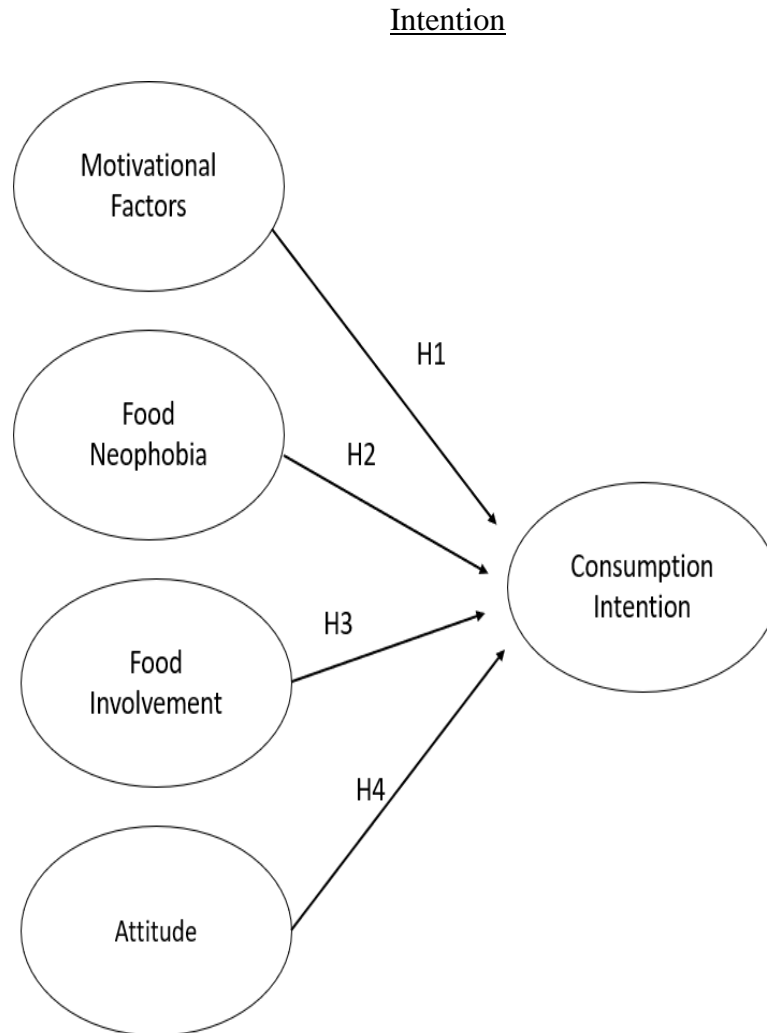 Intention
Motivational
Factors
H1
Food
Neophobia
H2
Consumption
Intention
Food
Involvement
H3
H4
Attitude